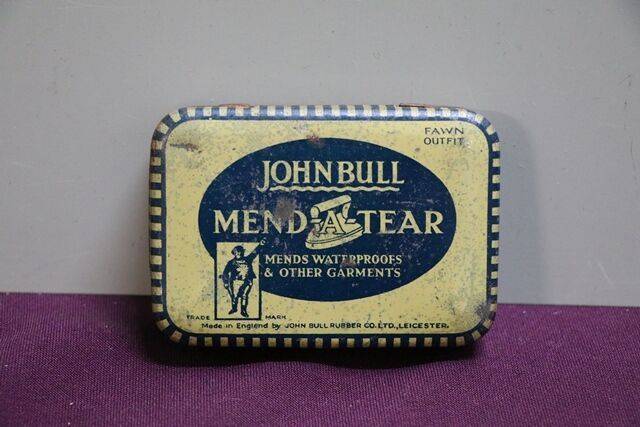 FAWN
OUTFIT
JOHN BULL
MEND-A-TEAR
MENDS WATERPROOFS
& OTHER GARMENTS
TRADE MARK
Made in England by JOHN BULL RUBBER CO. LTD., LEICESTER.